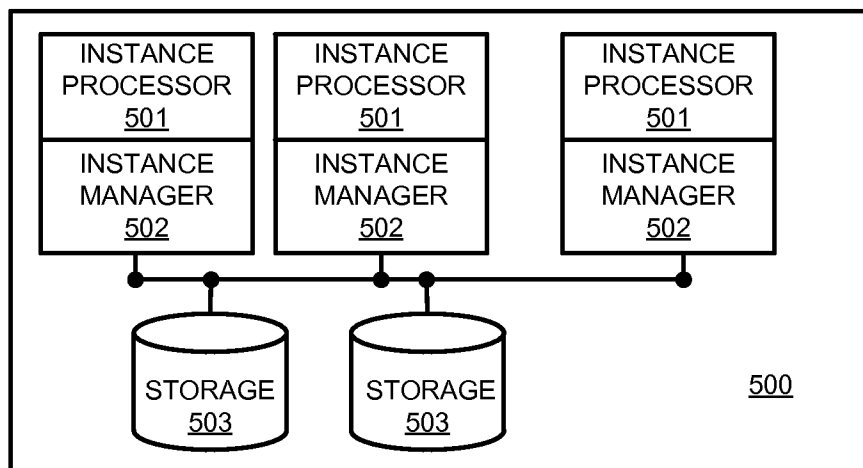 INSTANCE
PROCESSOR
501
INSTANCE
MANAGER
502
INSTANCE
PROCESSOR
501
INSTANCE
MANAGER
502
INSTANCE
PROCESSOR
501
INSTANCE
MANAGER
502
STORAGE
503
STORAGE
503
500